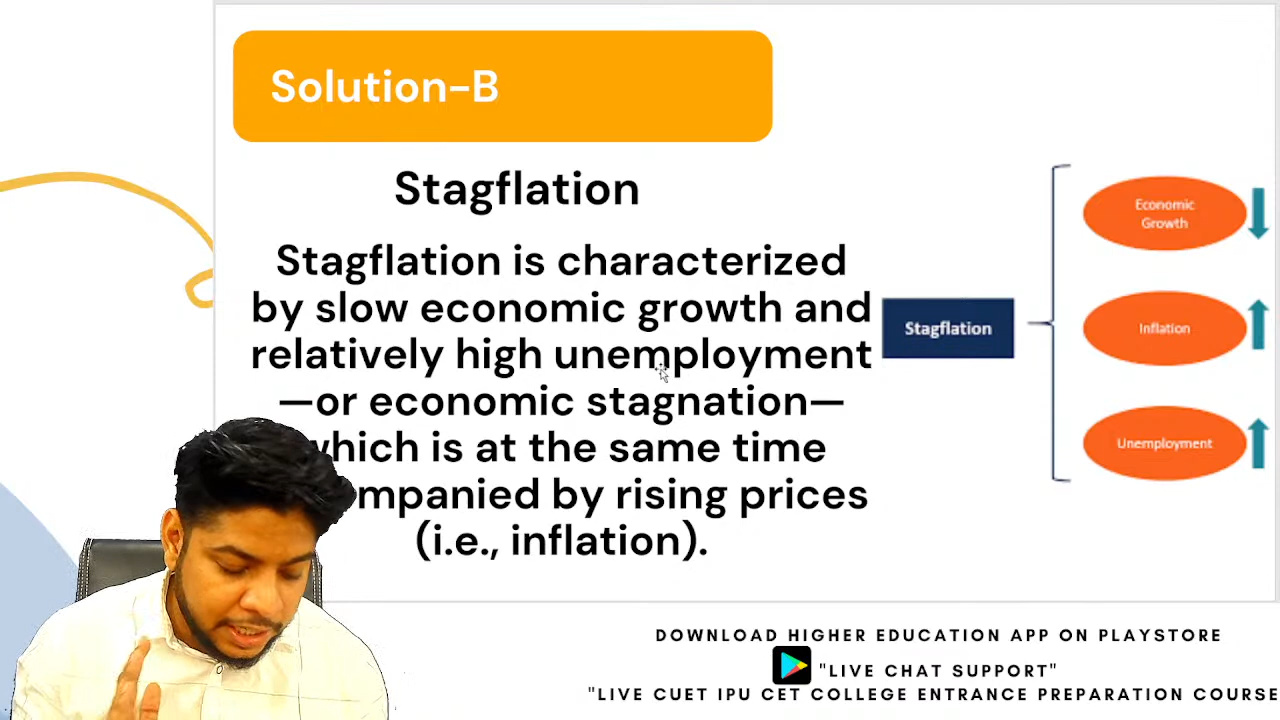 Solution-B
Stagflation
Stagflation is characterized
by slow economic growth and
relatively high unemployment
—or economic stagnation—
which is at the same time
by rising prices
(i.e., inflation).
Stagflation
Economic
Growth
Inflation
Unemployment
DOWNLOAD HIGHER EDUCATION APP ON PLAYSTORE
"LIVE CHAT SUPPORT"
"LIVE CUET IPU CET COLLEGE ENTRANCE PREPARATION COURSE